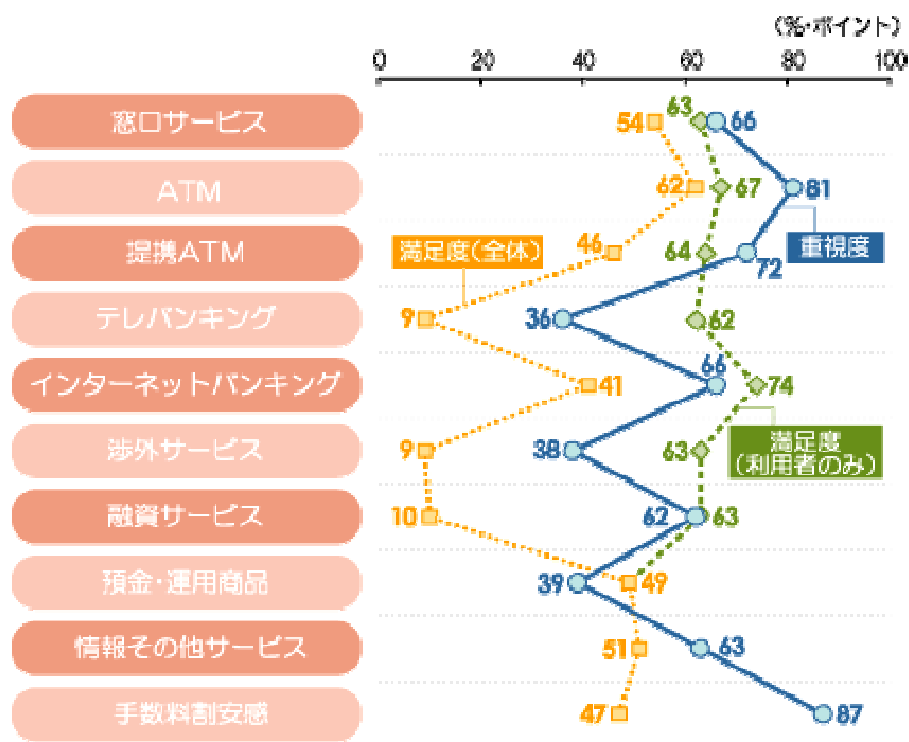 (%・ポイント)
0 20 40 60 80 100
窓口サービス 54 63 66
ATM 62 67 81
提携ATM 46 64 72
満足度(全体)
重視度
テレバンキング 9 36 62
インターネットバンキング 41 66 74
満足度
(利用者のみ)
渉外サービス 9 38 63
融資サービス 10 62 63
預金・運用商品 39 49
情報その他サービス 51 63
手数料割安感 47 87